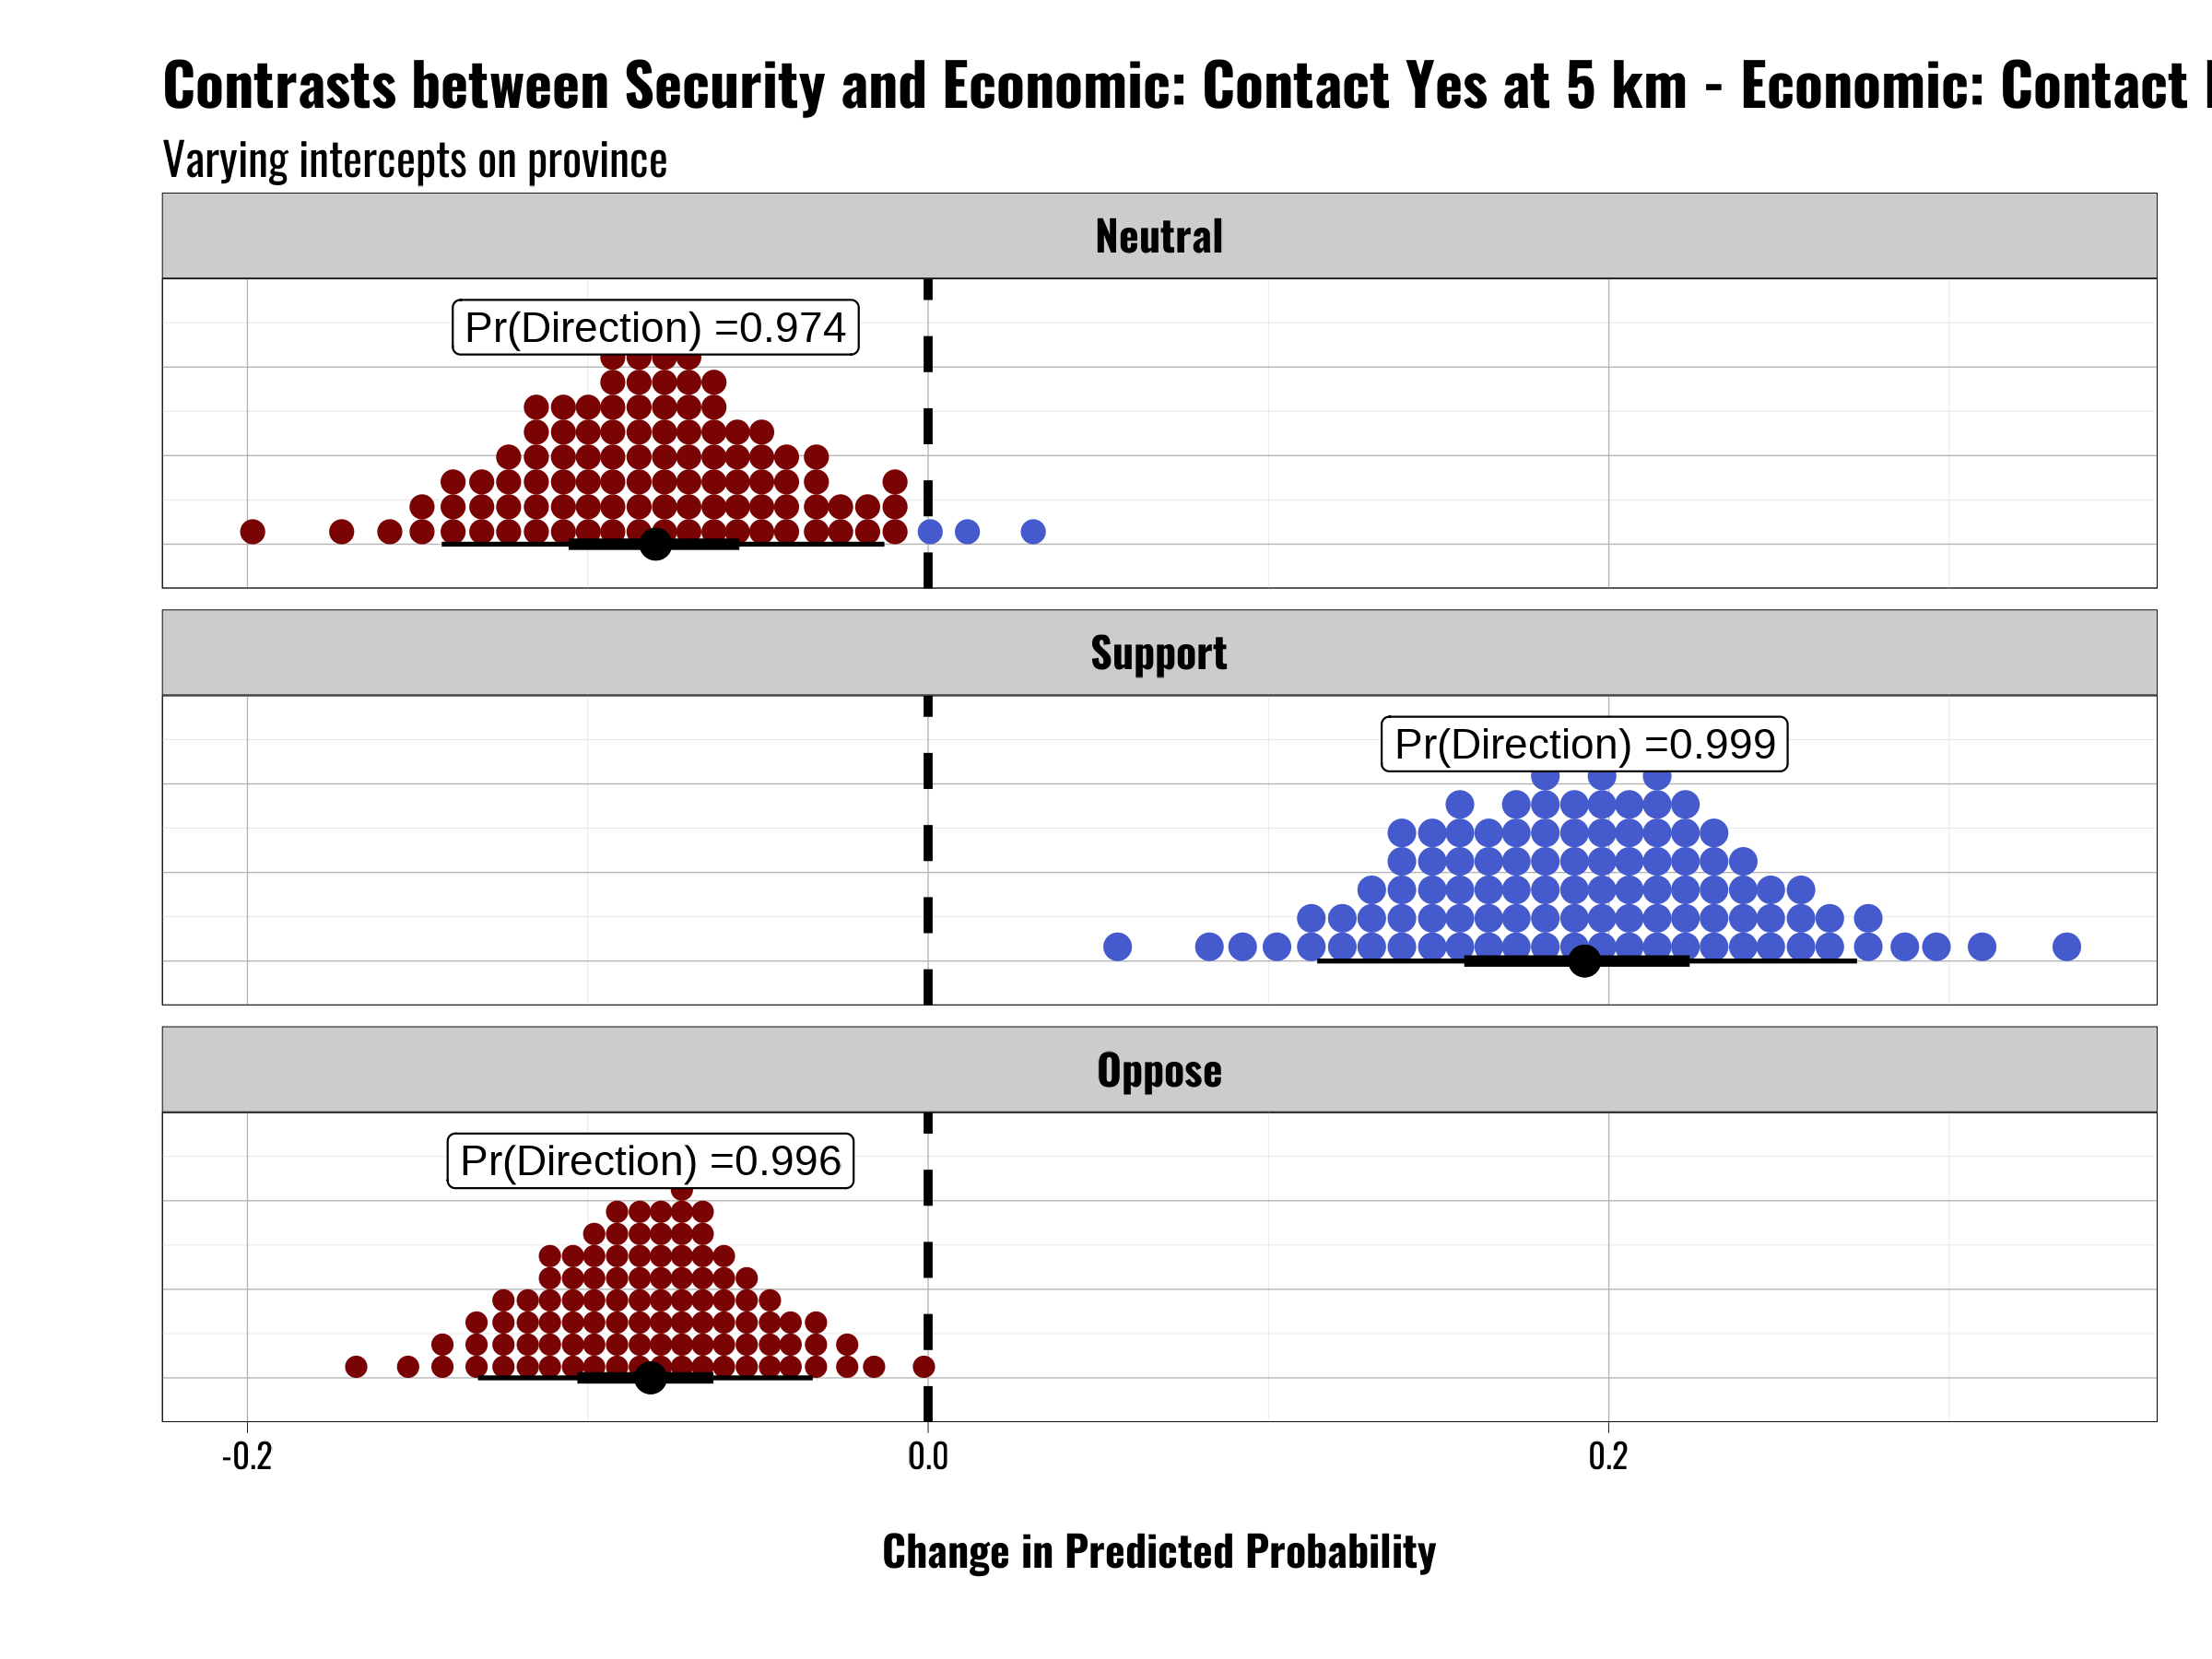 Contrasts between Security and Economic: Contact Yes at 5 km - Economic: Contact
Varying intercepts on province
Neutral
Pr(Direction) =0.974
Support
Pr(Direction) =0.999
Oppose
Pr(Direction) =0.996
-0.2 0.0 0.2
Change in Predicted Probability